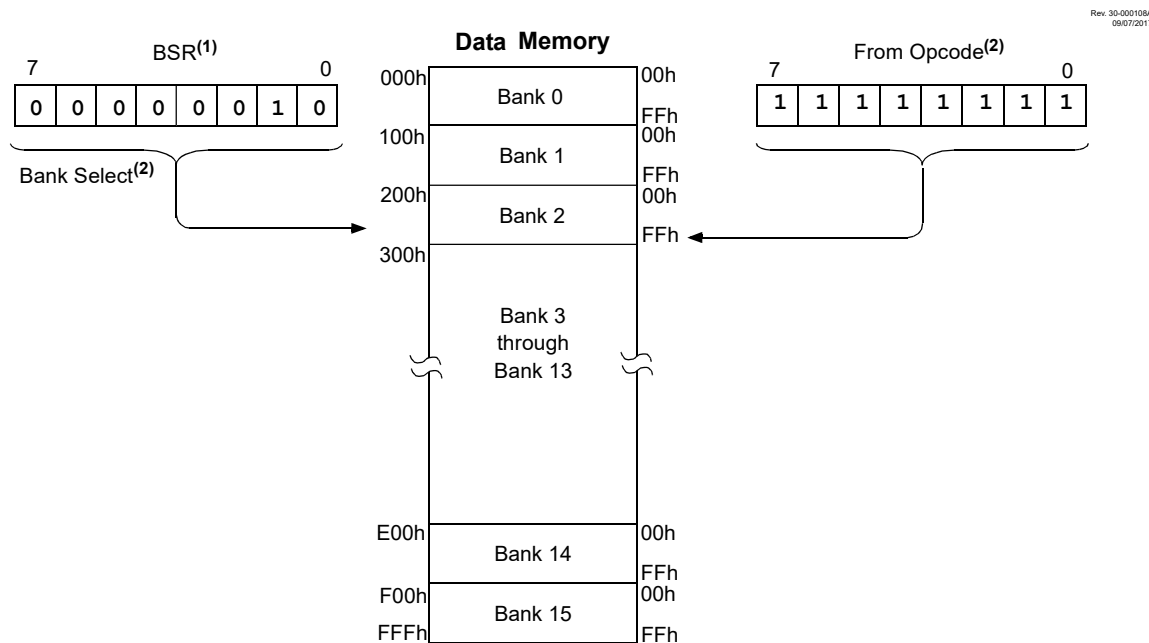 Rev. 30-000108A
09/07/2017
Data Memory
BSR(1)
7 0
0 0 0 0 0 0 1 0
Bank Select(2)
From Opcode(2)
7 0
1 1 1 1 1 1 1 1
000h Bank 0 00h
FFh
100h Bank 1 00h
FFh
200h Bank 2 00h
FFh
300h
Bank 3
through
Bank 13
E00h Bank 14 00h
FFh
F00h Bank 15 00h
FFFh FFh